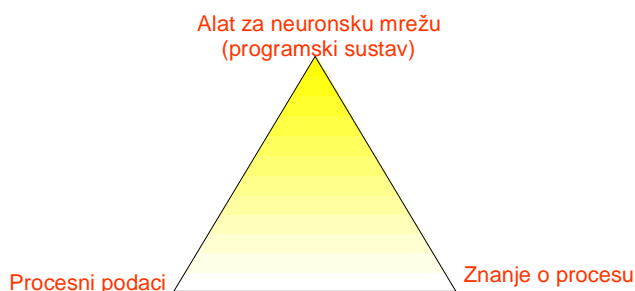 Alat za neuronsku mrežu
(programski sustav)
Procesni podaci
Znanje o procesu